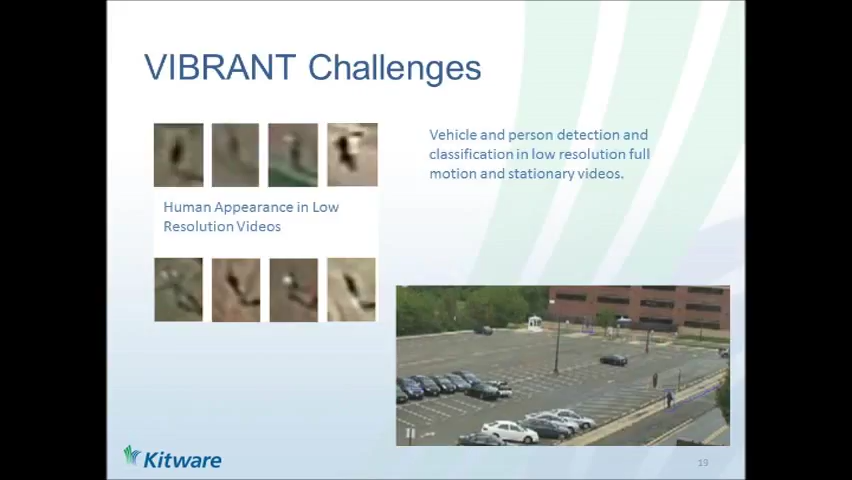 VIBRANT Challenges
Vehicle and person detection and
classification in low resolution full
motion and stationary videos.
Human Appearance in Low
Resolution Videos
Kitware
19